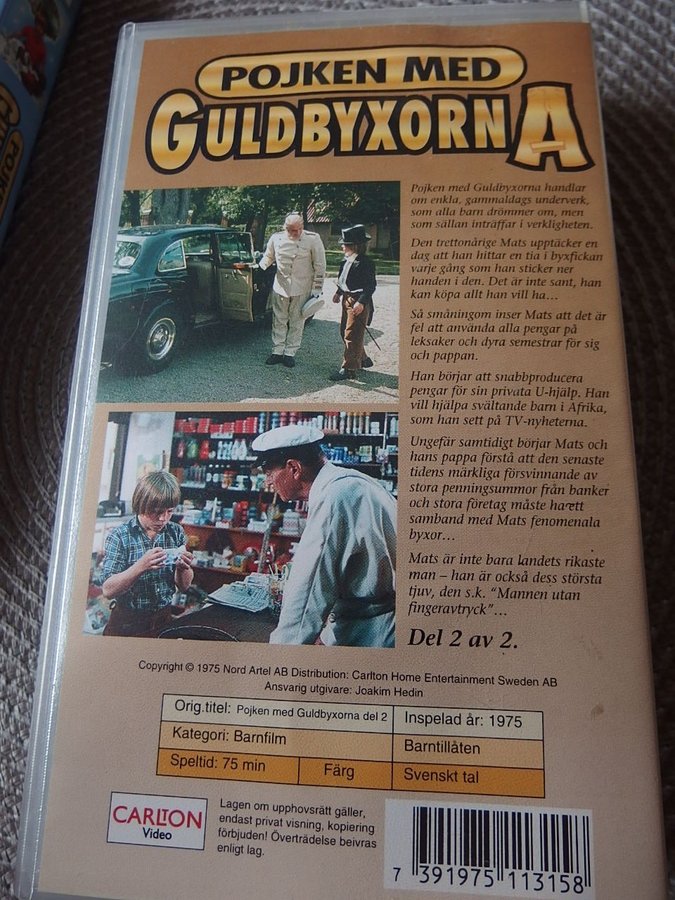 POJKEN MED
GULDBYXORNA
Pojken med Guldbyxorna handlar
om enkla, gammaldags underverk,
som alla barn drömmer om, men
som sällan inträffar i verkligheten.
Den trettonårige Mats upptäcker en
dag att han hittar en tia i byxfickan
varje gång som han sticker ner
handen i den. Det är inte sant, han
kan köpa allt han vill ha...
Så småningom inser Mats att det är
fel att använda alla pengar på
leksaker och dyra semestrar för sig
och pappan.
Han börjar att snabbproducera
pengar för sin privata U-hjälp. Han
vill hjälpa svältande barn i Afrika,
som han sett på TV-nyheterna.
Ungefär samtidigt börjar Mats och
hans pappa förstå att den senaste
tidens märkliga försvinnande av
stora penningsummor från banker
och stora företag måste ha ett
samband med Mats fenomenala
byxor...
Mats är inte bara landets rikaste
man – han är också dess största
tjuv, den s.k. "Mannen utan
fingeravtryck"...
Del 2 av 2.
Copyright © 1975 Nord Artel AB Distribution: Carlton Home Entertainment Sweden AB
Ansvarig utgivare: Joakim Hedin
Orig.titel: Pojken med Guldbyxorna del 2 Inspelad år: 1975
Kategori: Barnfilm Barntillåten
Speltid: 75 min Färg Svenskt tal
CARLTON
Video
Lagen om upphovsrätt gäller,
endast privat visning, kopiering
förbjuden! Överträdelse beivras
enligt lag.
7 391975 113158